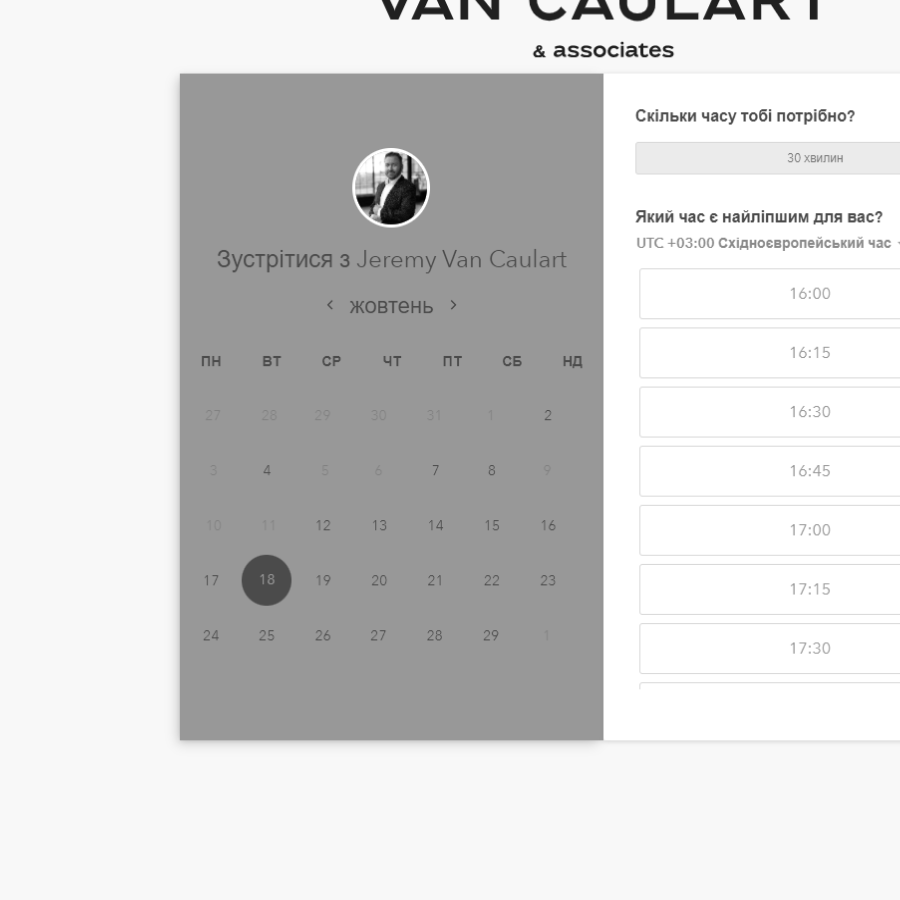 VAN CAULART
& associates
Зустрітися з Jeremy Van Caulart
жовтень
ПН ВТ СР ЧТ ПТ СБ НД
27 28 29 30 31 1 2
3 4 5 6 7 8 9
10 11 12 13 14 15 16
17 18 19 20 21 22 23
24 25 26 27 28 29 1
Скільки часу тобі потрібно?
30 хвилин
Який час є найліпшим для вас?
UTC +03:00 Східноєвропейський час
16:00
16:15
16:30
16:45
17:00
17:15
17:30